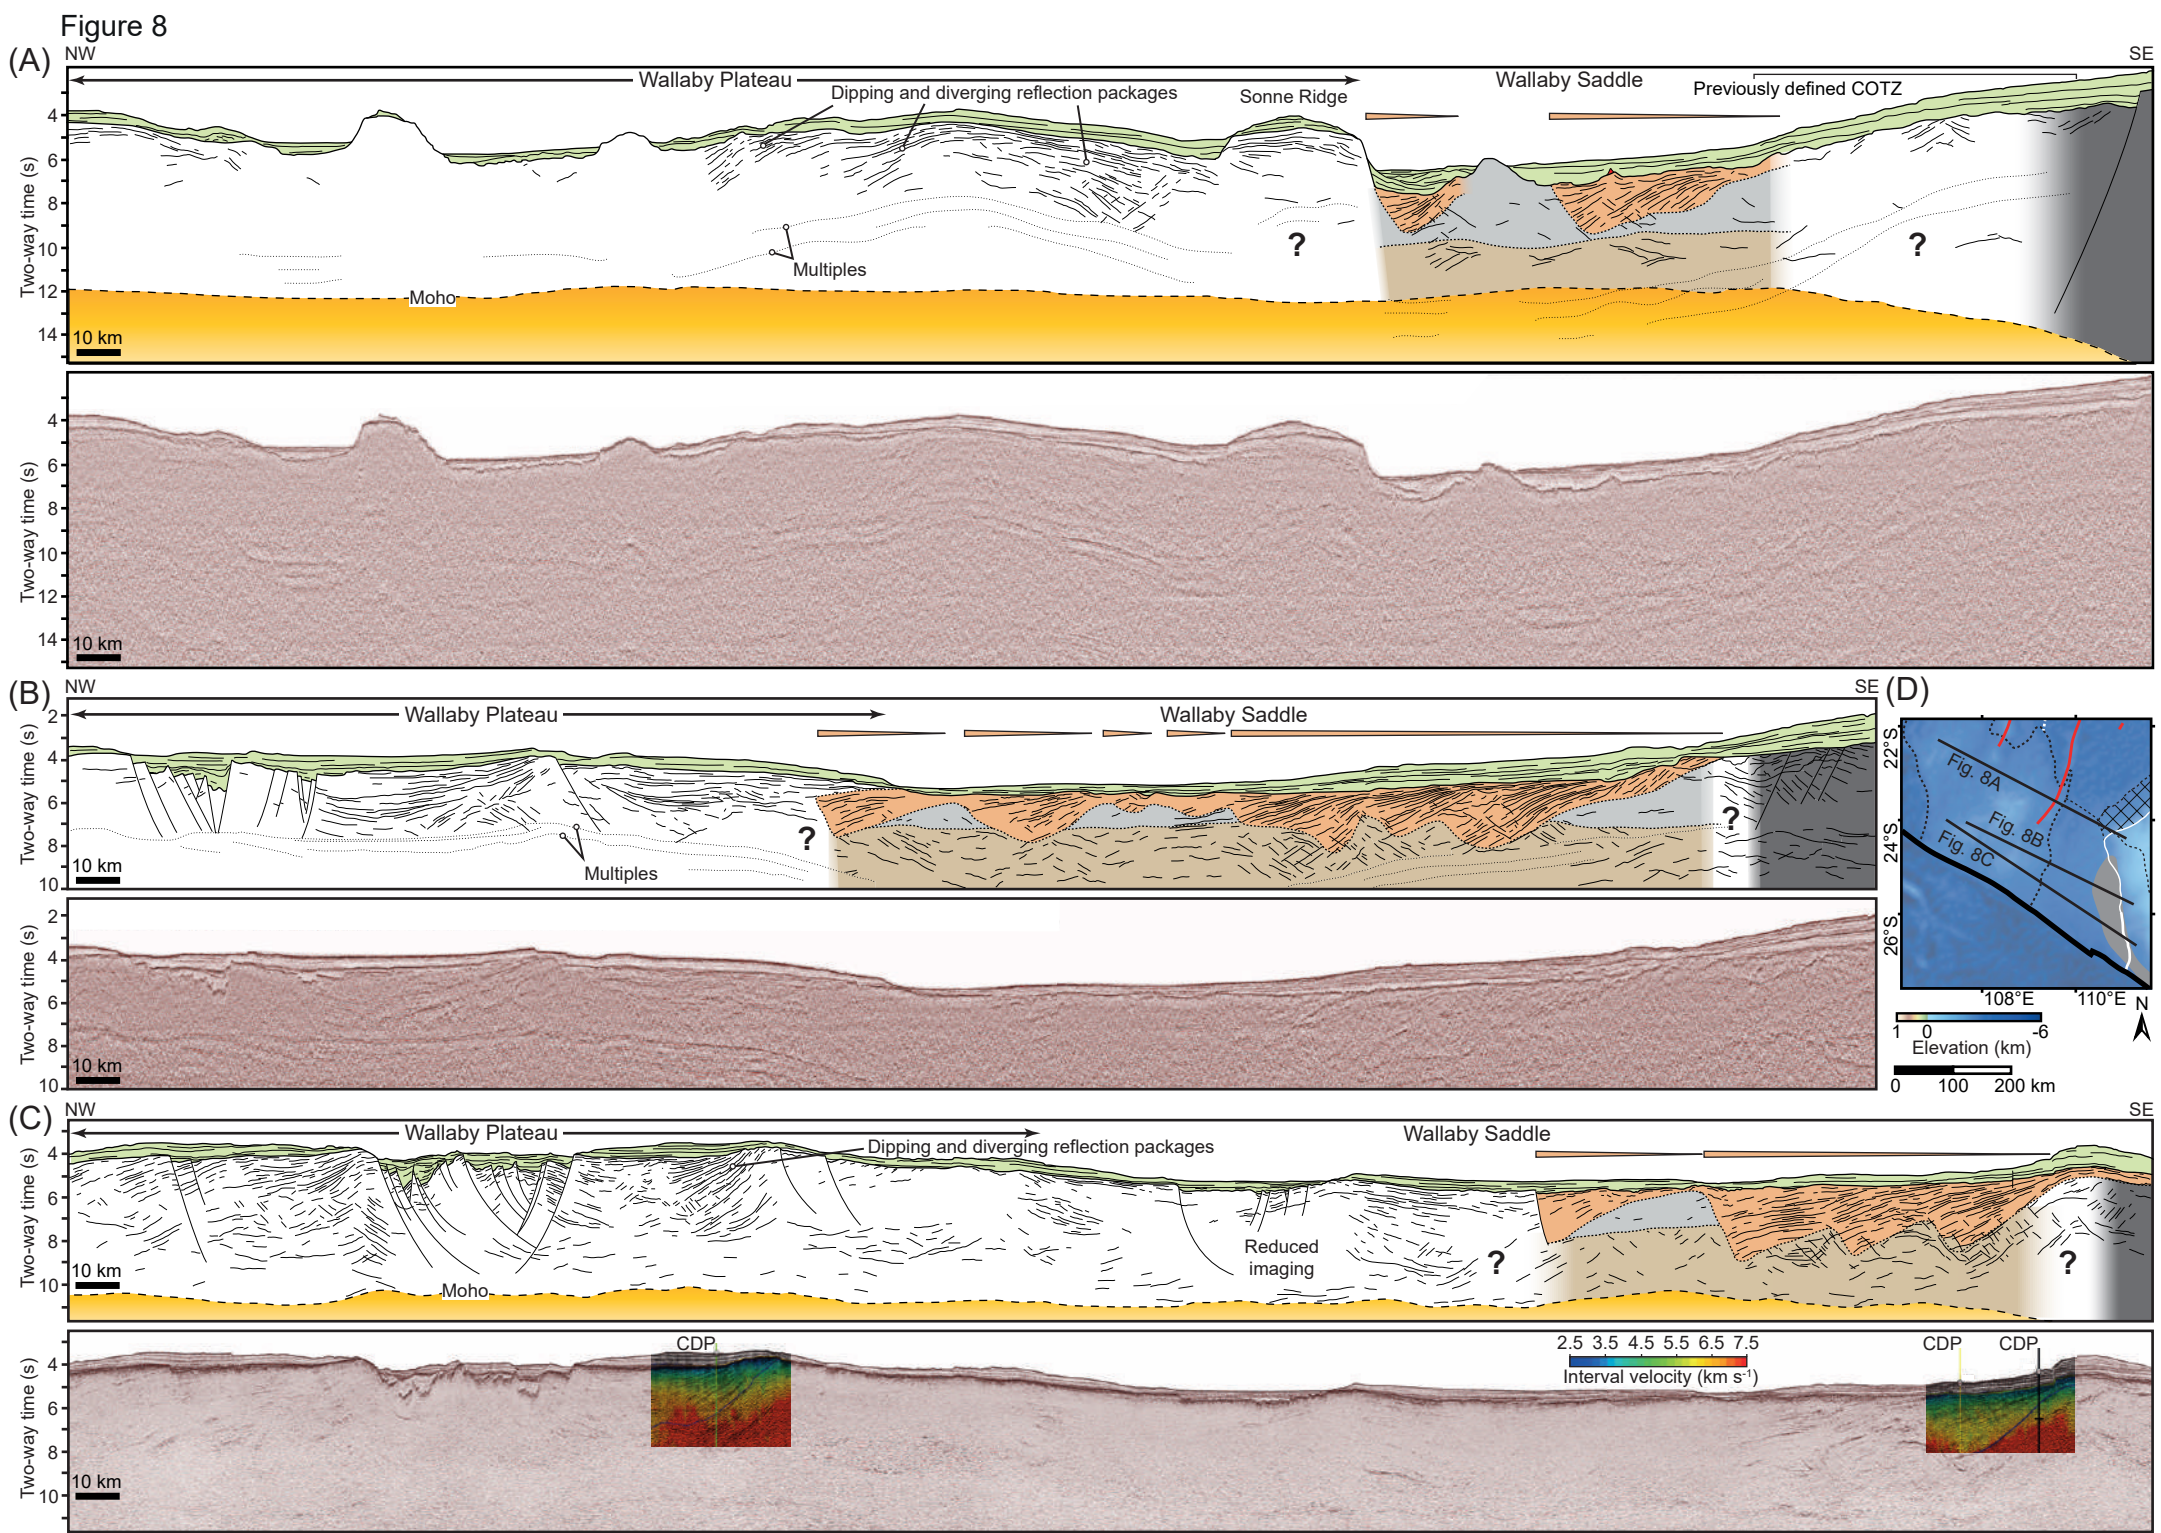 Figure 8
(A)
NW
SE
Wallaby Plateau
Wallaby Saddle
Previously defined COTZ
Dipping and diverging reflection packages
Sonne Ridge
Two-way time (s)
4
6
8
10
12
14
?
?
Multiples
Moho
10 km
Two-way time (s)
4
6
8
10
12
14
10 km
(B)
NW
SE
Wallaby Plateau
Wallaby Saddle
Two-way time (s)
2
4
6
8
10
?
?
Multiples
10 km
Two-way time (s)
2
4
6
8
10
10 km
(D)
22°S
24°S
26°S
Fig. 8A
Fig. 8B
Fig. 8C
108°E
110°E
N
1 0 -6
Elevation (km)
0 100 200 km
(C)
NW
SE
Wallaby Plateau
Wallaby Saddle
Dipping and diverging reflection packages
Two-way time (s)
4
6
8
10
Reduced
imaging
?
?
Moho
10 km
Two-way time (s)
4
6
8
10
CDP
2.5 3.5 4.5 5.5 6.5 7.5
Interval velocity (km s-1)
CDP
CDP
10 km